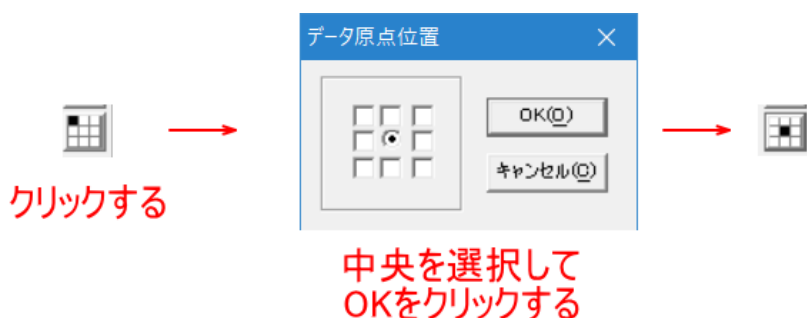 データ原点位置
OK(O)
キャンセル(C)
クリックする
中央を選択して
OKをクリックする